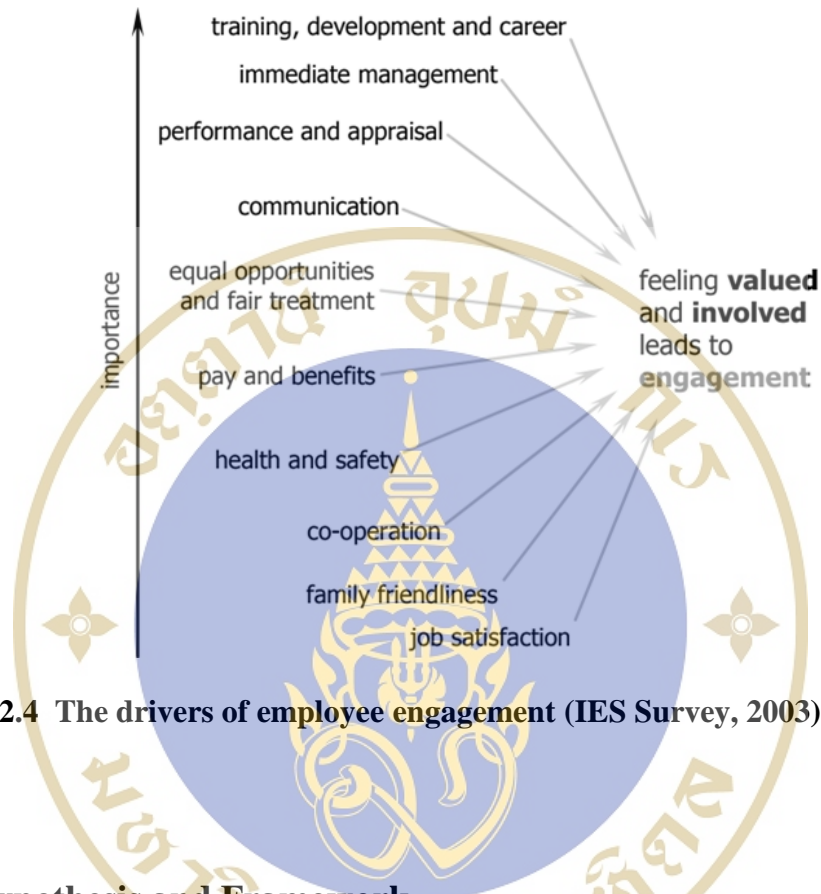 training, development and career
immediate management
performance and appraisal
communication
equal opportunities
and fair treatment
pay and benefits
health and safety
co-operation
family friendliness
job satisfaction
importance
feeling valued
and involved
leads to
engagement
2.4 The drivers of employee engagement (IES Survey, 2003)